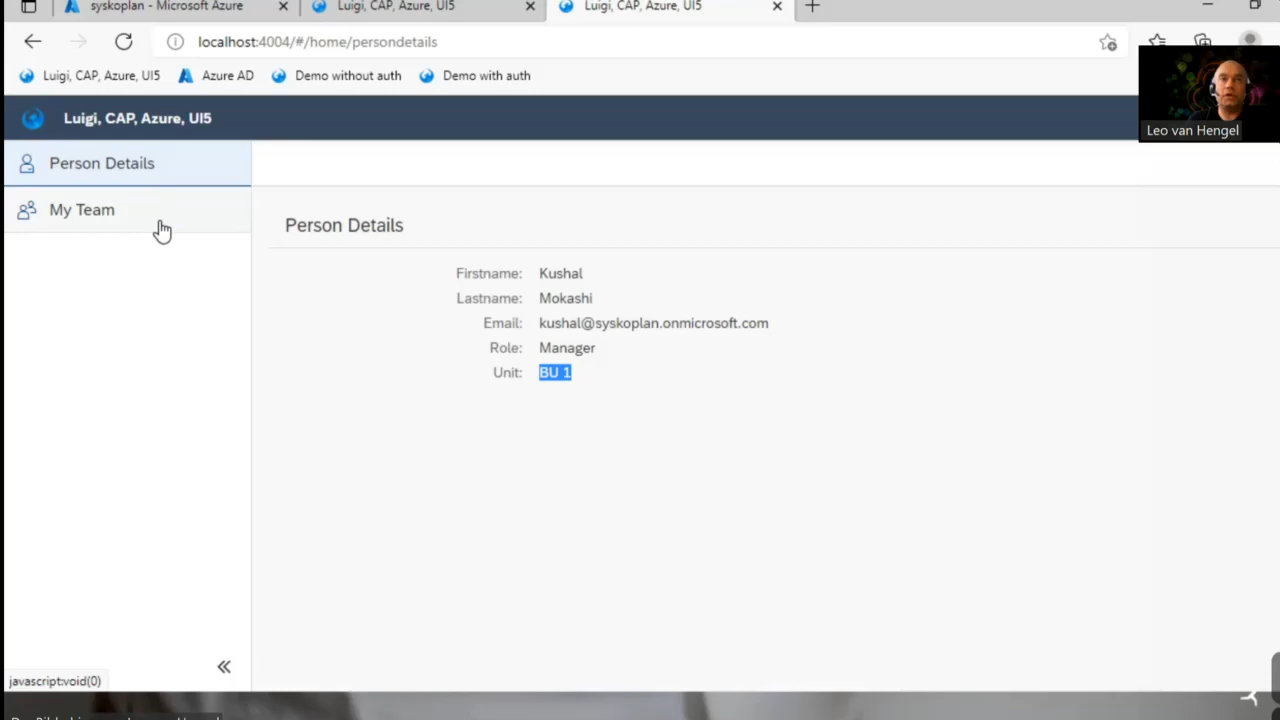 syskoplan - Microsoft Azure
Luigi, CAP, Azure, UI5
Luigi, CAP, Azure, UI5
localhost:4004/#/home/persondetails
Luigi, CAP, Azure, UI5
Azure AD
Demo without auth
Demo with auth
Luigi, CAP, Azure, UI5
Leo van Hengel
Person Details
My Team
Person Details
Firstname: Kushal
Lastname: Mokashi
Email: kushal@syskoplan.onmicrosoft.com
Role: Manager
Unit: BU 1
javascript:void(0)